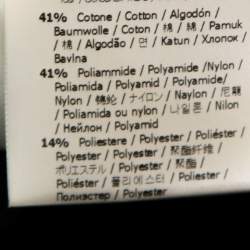 41% Cotone / Cotton / Algodón /
Baumwolle / Coton / 棉 / 綿 / Pamuk
/ 棉 / Algodão / 면 / Katun / Хлопок /
Bavlna
41% Poliammide / Polyamide /Nylon /
Poliamida / Polyamid / Polyamide/
Nylon / 锦纶 / ナイロン / Naylon / 尼龍
/ Poliamida ou nylon / 나일론 / Nilon
/ Нейлон / Polyamid
14% Poliestere / Polyester / Poliéster /
Polyester / Polyester / 聚酯纤维 /
ポリエステル / Polyester / 聚酯 /
Poliéster / 폴리에스터 / Poliester /
Полиэстер / Polyester